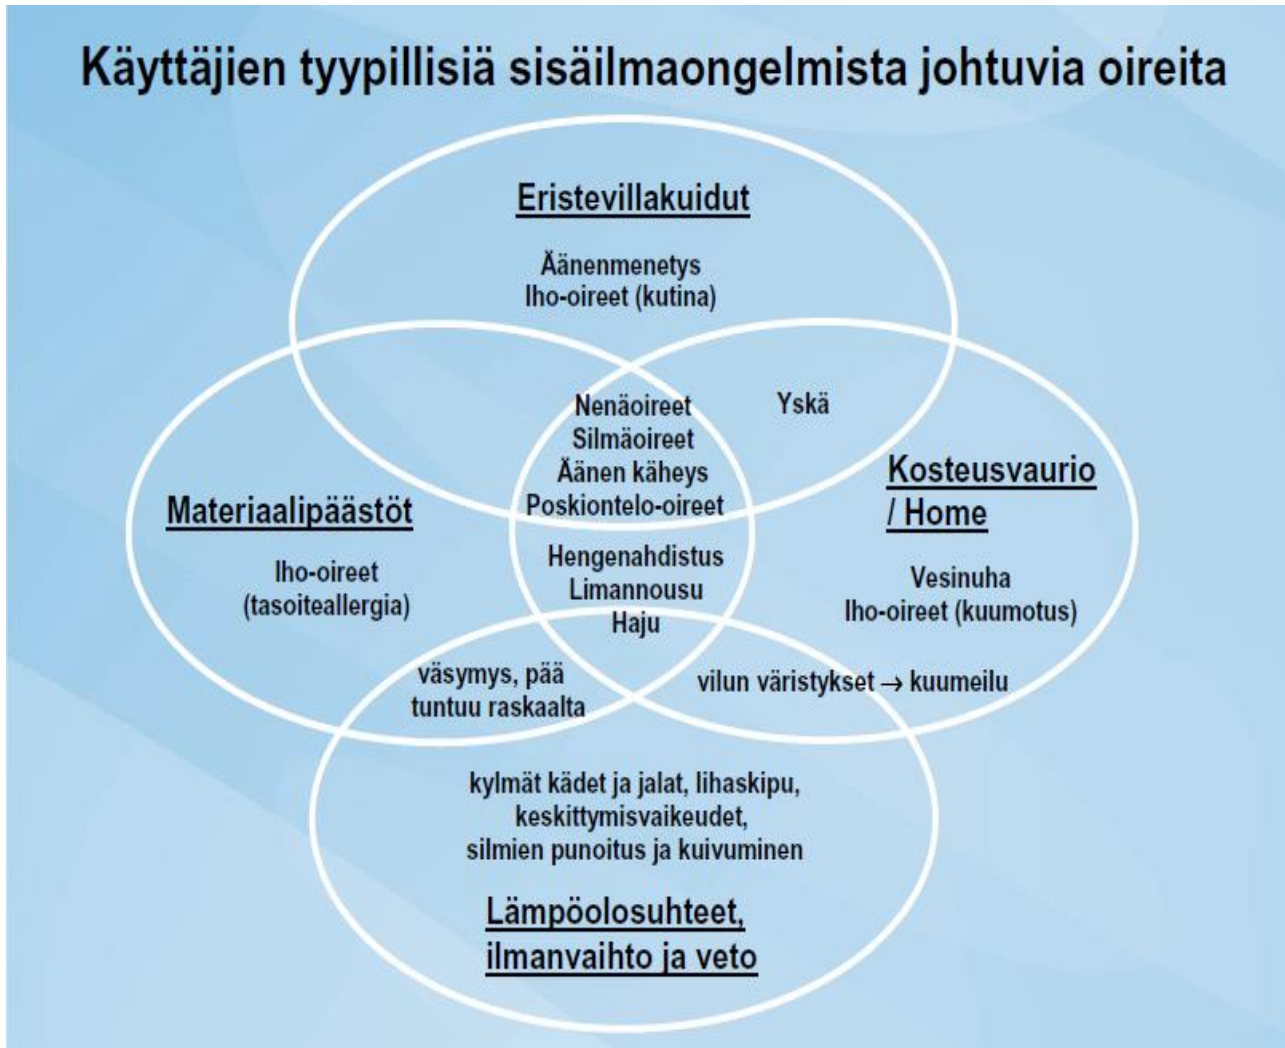 Käyttäjien tyypillisiä sisäilmaongelmista johtuvia oireita
Eristevillakuidut
Äänenmenetys
Iho-oireet (kutina)
Nenäoireet
Silmäoireet
Äänen käheys
Poskiontelo-oireet
Yskä
Materiaalipäästöt
Iho-oireet
(tasoiteallergia)
Kosteusvaurio
/ Home
Vesinuha
Iho-oireet (kuumotus)
Hengenahdistus
Limannousu
Haju
väsymys, pää
tuntuu raskaalta
vilun väristykset → kuumeilu
kylmät kädet ja jalat, lihaskipu,
keskittymisvaikeudet,
silmien punoitus ja kuivuminen
Lämpöolosuhteet,
ilmanvaihto ja veto